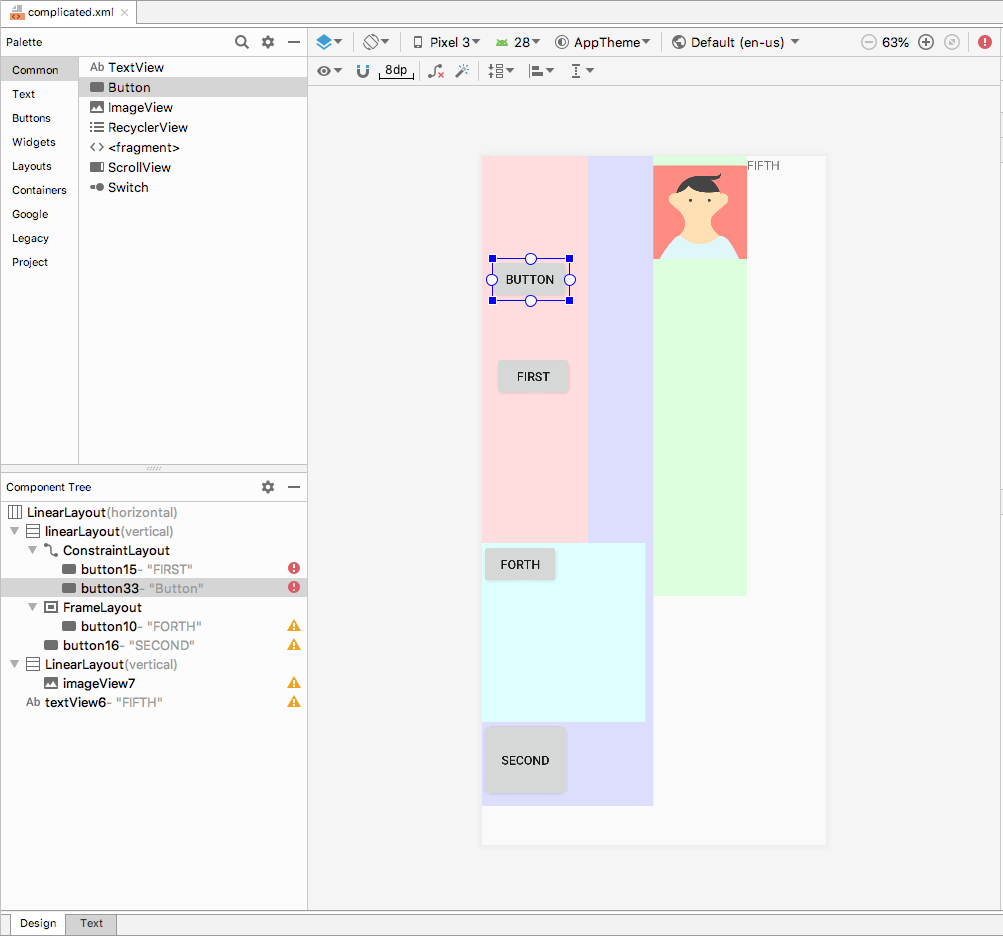 complicated.xml
Palette
Pixel 3
28
AppTheme
Default (en-us)
63%
8dp
Common
Text
Buttons
Widgets
Layouts
Containers
Google
Legacy
Project
Ab TextView
Button
ImageView
RecyclerView
<fragment>
ScrollView
Switch
FIFTH
BUTTON
FIRST
FORTH
SECOND
Component Tree
LinearLayout(horizontal)
linearLayout(vertical)
ConstraintLayout
button15- "FIRST"
button33- "Button"
FrameLayout
button10- "FORTH"
button16- "SECOND"
LinearLayout(vertical)
imageView7
Ab textView6- "FIFTH"
Design
Text